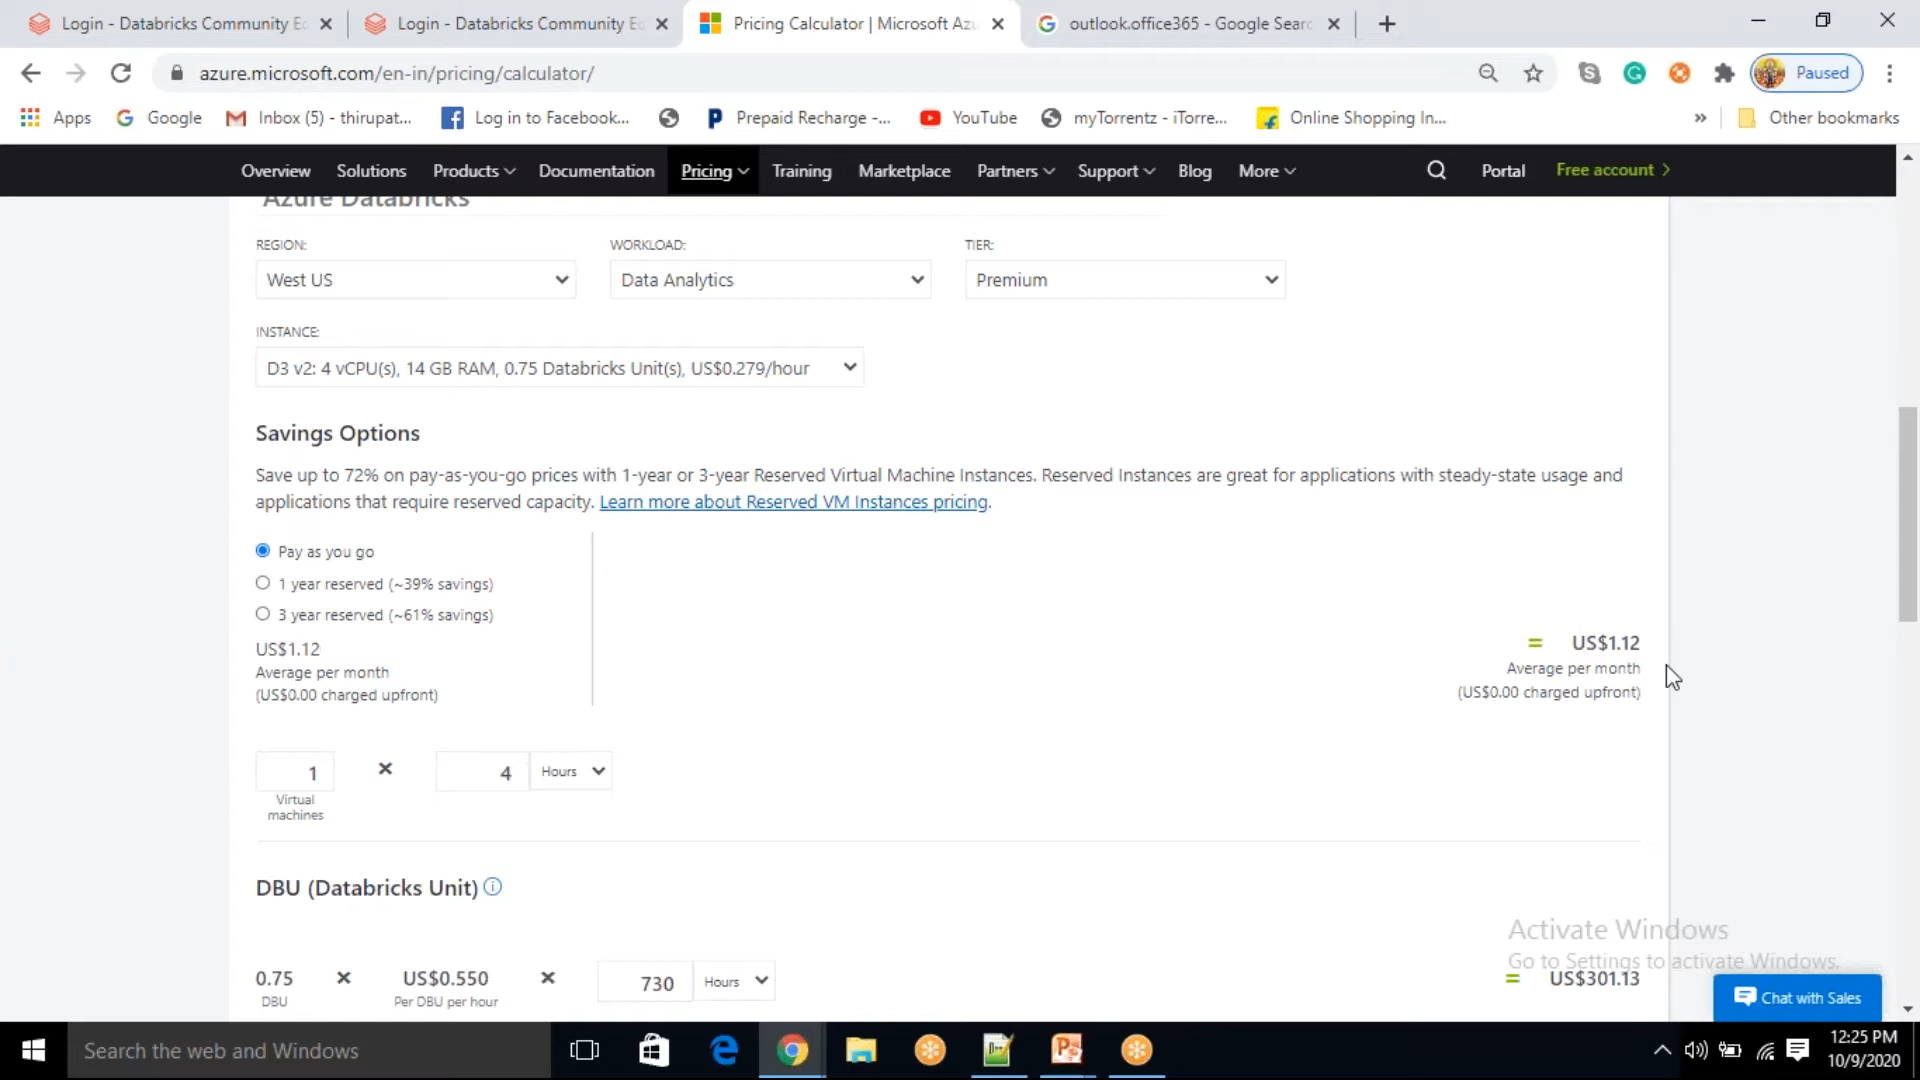 Login - Databricks Community Ec
Login - Databricks Community E
Pricing Calculator | Microsoft Azu
outlook.office365 - Google Searc
azure.microsoft.com/en-in/pricing/calculator/
Paused
Apps
Google
Inbox (5) - thirupat...
Log in to Facebook...
Prepaid Recharge -...
YouTube
myTorrentz - iTorre...
Online Shopping In...
»
Other bookmarks
Overview
Solutions
Products
Documentation
Pricing
Training
Marketplace
Partners
Support
Blog
More
Portal
Free account >
Azure Databricks
REGION:
WORKLOAD:
TIER:
West US
Data Analytics
Premium
INSTANCE:
D3 v2: 4 vCPU(s), 14 GB RAM, 0.75 Databricks Unit(s), US$0.279/hour
Savings Options
Save up to 72% on pay-as-you-go prices with 1-year or 3-year Reserved Virtual Machine Instances. Reserved Instances are great for applications with steady-state usage and
applications that require reserved capacity. Learn more about Reserved VM Instances pricing.
Pay as you go
1 year reserved (~39% savings)
3 year reserved (~61% savings)
US$1.12
Average per month
(US$0.00 charged upfront)
= US$1.12
Average per month
(US$0.00 charged upfront)
1 × 4 Hours
Virtual
machines
DBU (Databricks Unit)
0.75 × US$0.550 × 730 Hours = US$301.13
DBU
Per DBU per hour
Activate Windows
Go to Settings to activate Windows.
Chat with Sales
Search the web and Windows
12:25 PM
10/9/2020